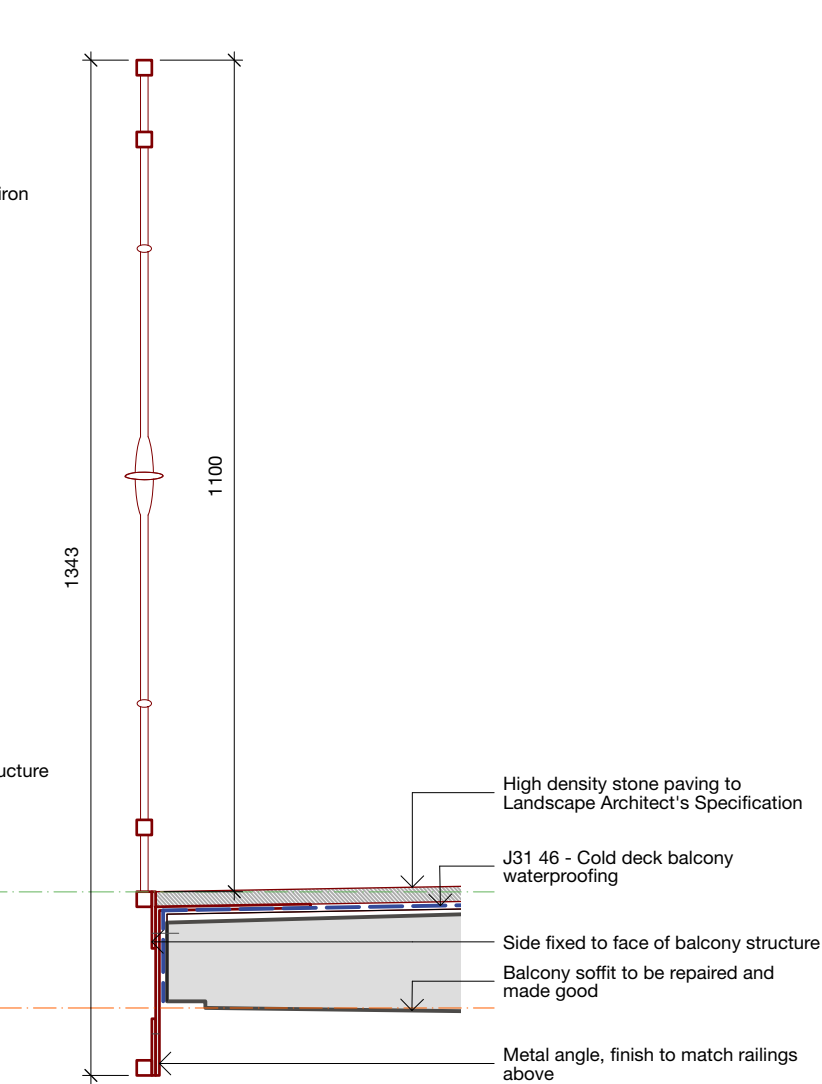 iron
1100
1343
ucture
High density stone paving to
Landscape Architect's Specification
J31 46 - Cold deck balcony
waterproofing
Side fixed to face of balcony structure
Balcony soffit to be repaired and
made good
Metal angle, finish to match railings
above